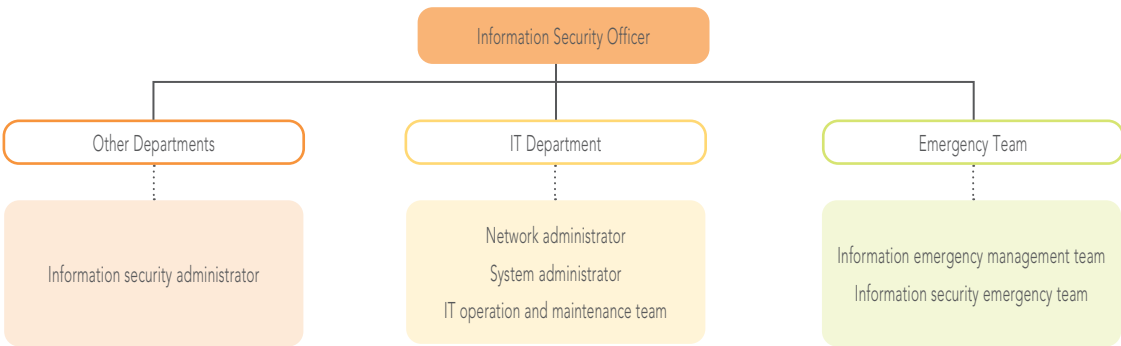 Information Security Officer
Other Departments
IT Department
Emergency Team
Information security administrator
Network administrator
System administrator
IT operation and maintenance team
Information emergency management team
Information security emergency team